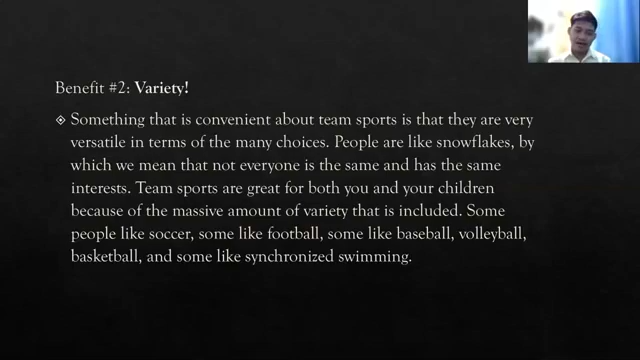 Benefit #2: Variety!
Something that is convenient about team sports is that they are very
versatile in terms of the many choices. People are like snowflakes, by
which we mean that not everyone is the same and has the same
interests. Team sports are great for both you and your children
because of the massive amount of variety that is included. Some
people like soccer, some like football, some like baseball, volleyball,
basketball, and some like synchronized swimming.